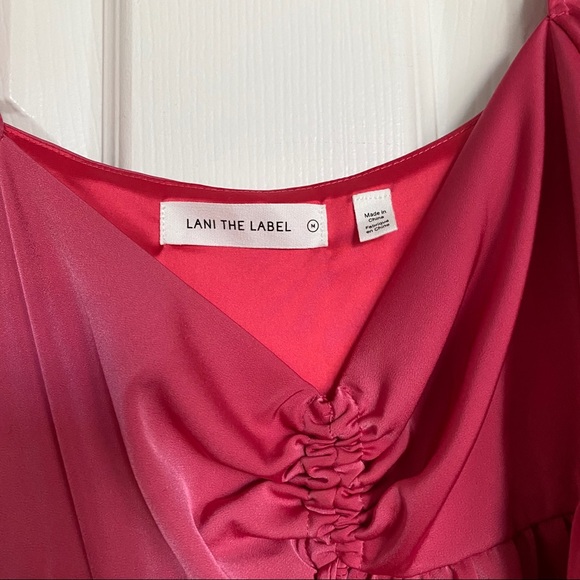 LANI THE LABEL M
Made in
China
Fabriqué
en Chine